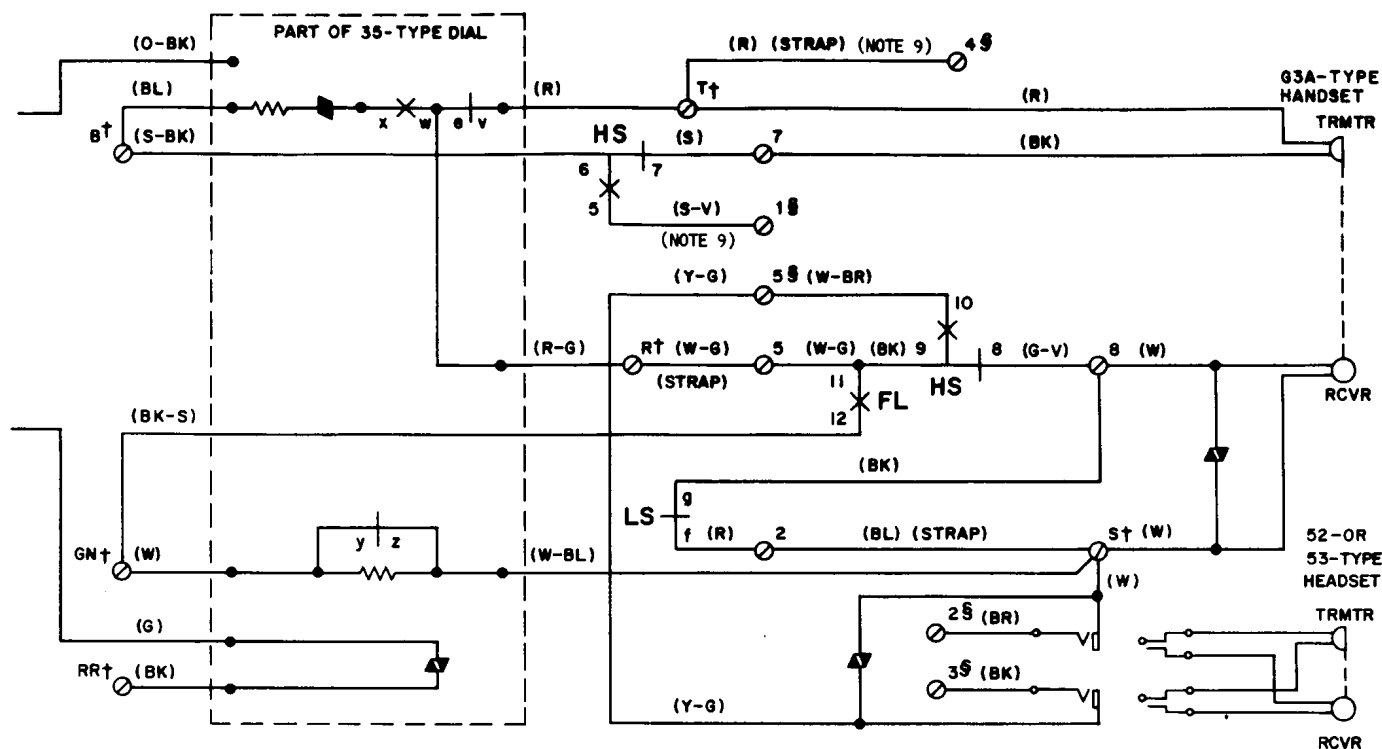 PART OF 35-TYPE DIAL
(O-BK)
(R) (STRAP) (NOTE 9) 4§
G3A-TYPE
HANDSET
(BL)
(R)
T†
(R)
TRMTR
x w e v
B†
(S-BK)
HS
(S)
7
(BK)
6
7
5
(S-V)
1§
(NOTE 9)
(Y-G)
5§ (W-BR)
10
(R-G)
R† (W-G)
5
(W-G) (BK) 9
8 (G-V)
8 (W)
(STRAP)
11
FL
HS
RCVR
12
(BK-S)
(BK)
g
LS
f (R)
2
(BL) (STRAP)
S† (W)
52-OR
53-TYPE
HEADSET
y z
GN†
(W)
(W-BL)
(W)
2§ (BR)
TRMTR
(G)
RR†
(BK)
3§ (BK)
(Y-G)
RCVR